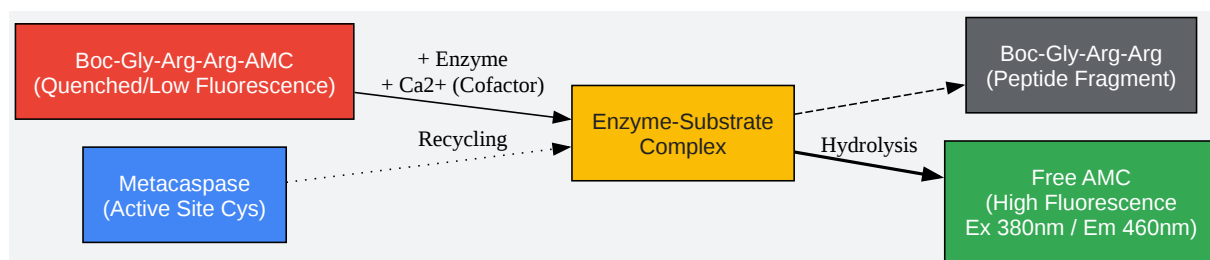 Boc-Gly-Arg-Arg-AMC
(Quenched/Low Fluorescence)
+ Enzyme
+ Ca2+ (Cofactor)
Recycling
Metacaspase
(Active Site Cys)
Enzyme-Substrate
Complex
Boc-Gly-Arg-Arg
(Peptide Fragment)
Hydrolysis
Free AMC
(High Fluorescence
Ex 380nm / Em 460nm)